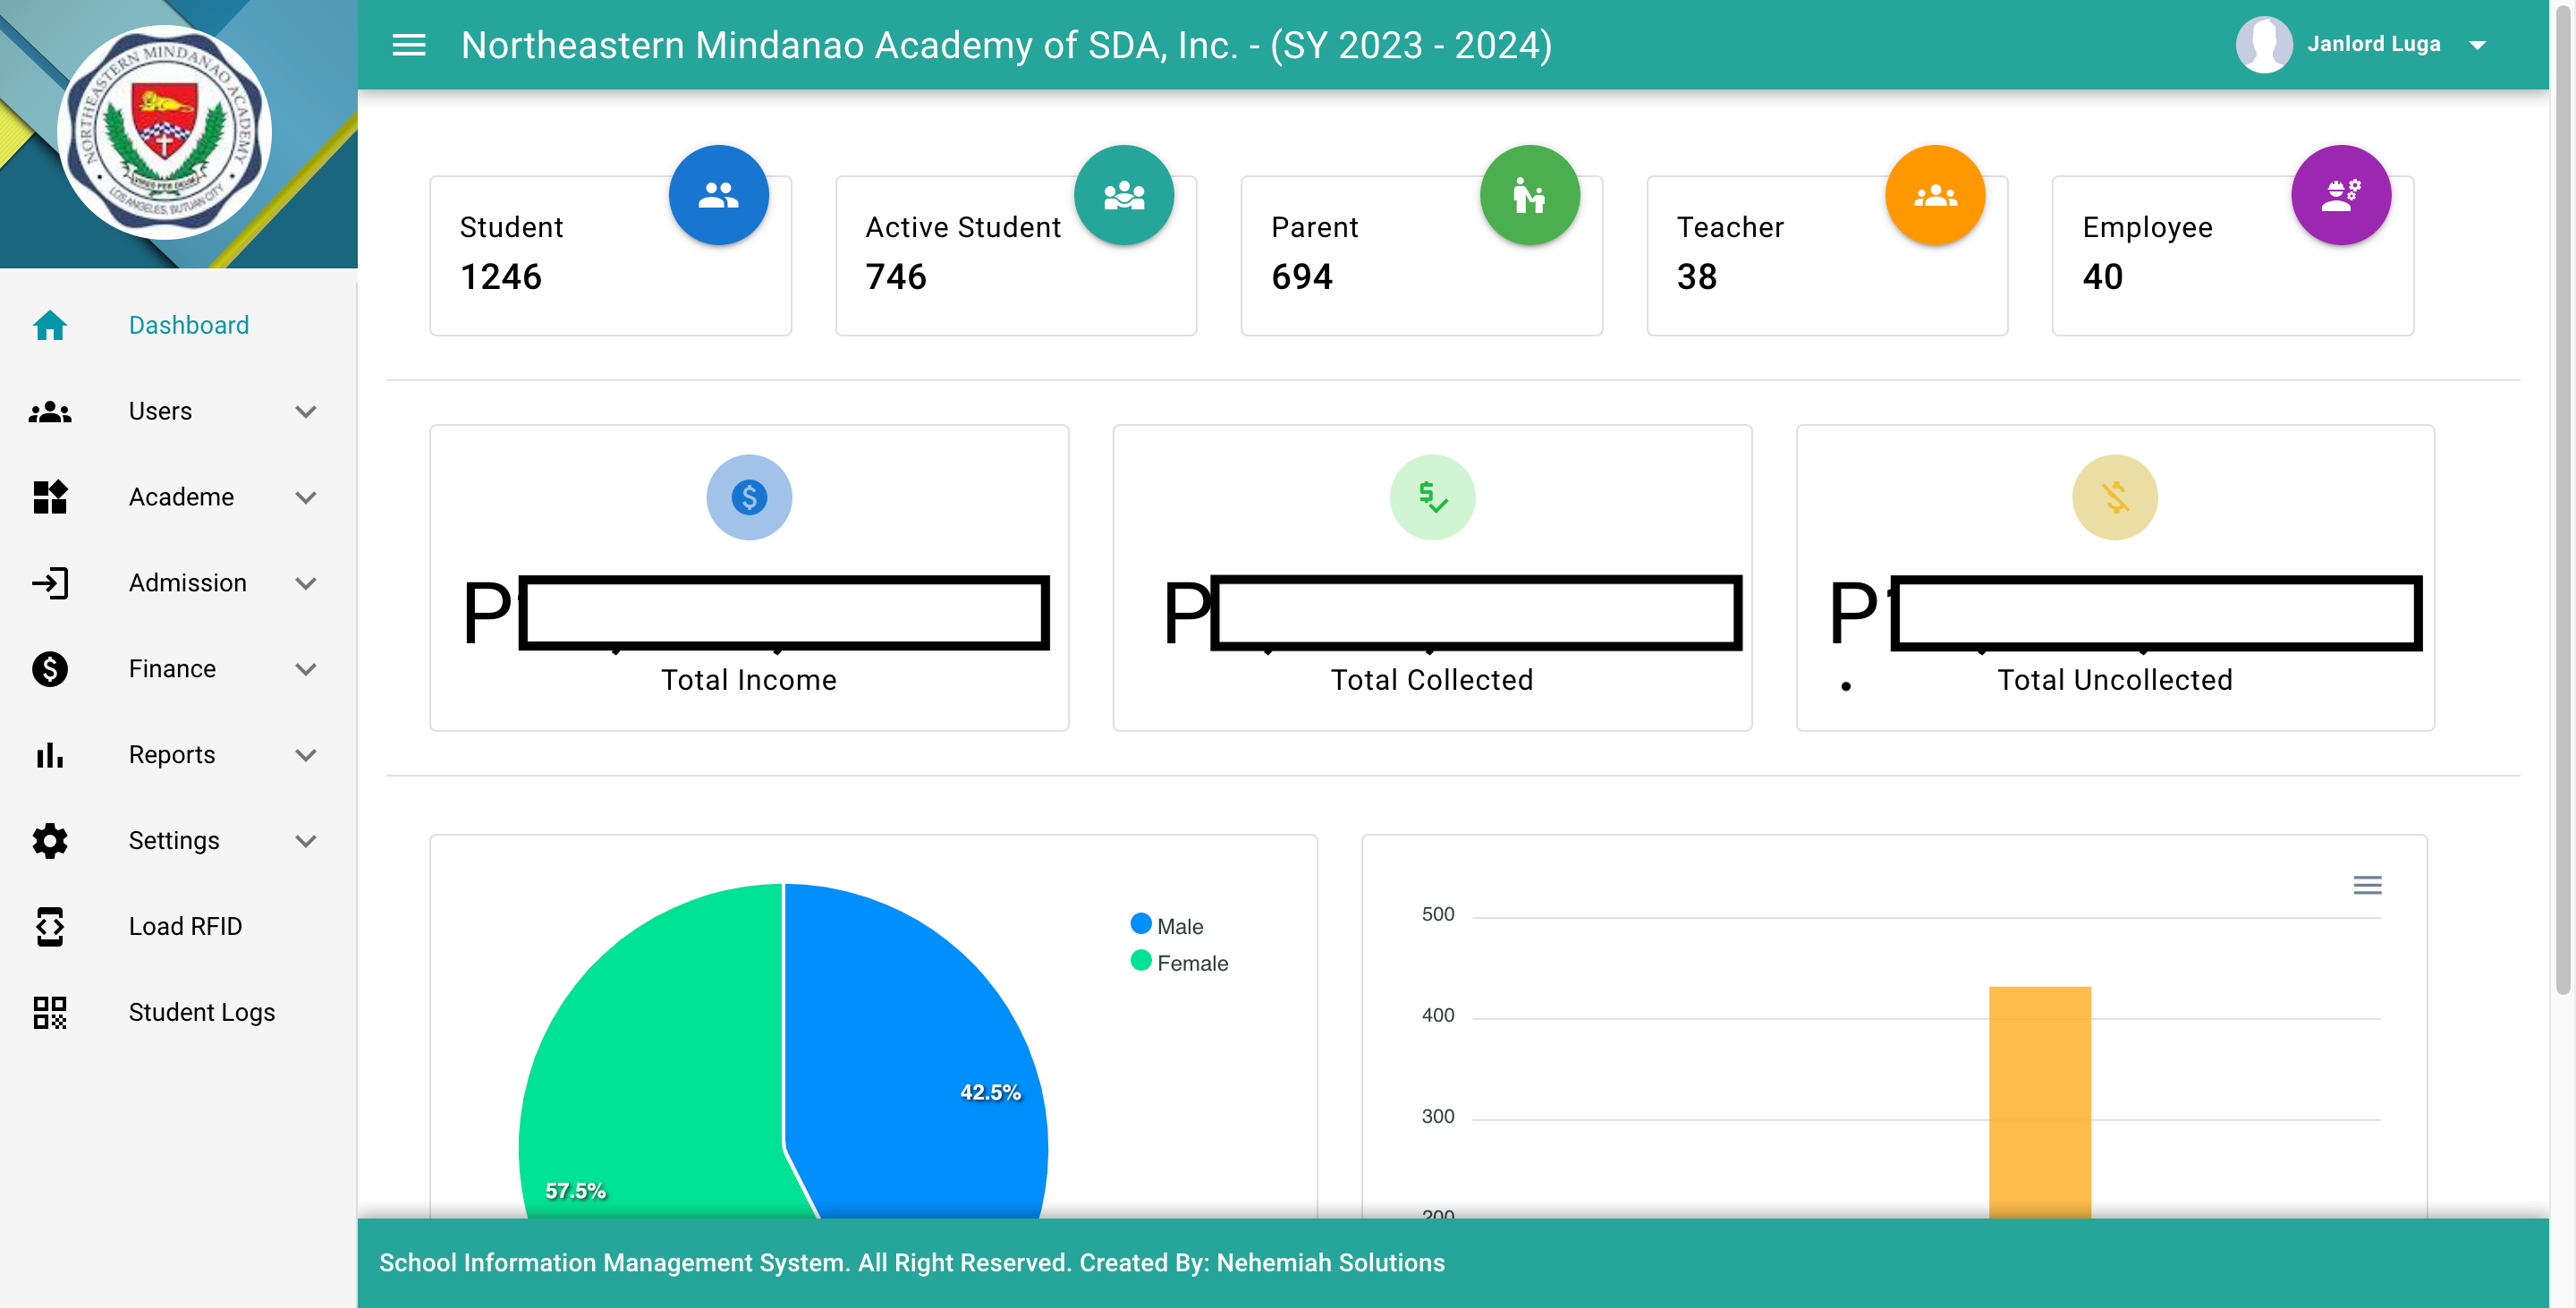 NORTHEASTERN MINDANAO ACADEMY
LOS ANGELES, BUTUAN CITY
Northeastern Mindanao Academy of SDA, Inc. - (SY 2023 - 2024)
Janlord Luga
Dashboard
Users
Academe
Admission
Finance
Reports
Settings
Load RFID
Student Logs
Student
1246
Active Student
746
Parent
694
Teacher
38
Employee
40
P
Total Income
P
Total Collected
P
Total Uncollected
Male
Female
42.5%
57.5%
500
400
300
200
School Information Management System. All Right Reserved. Created By: Nehemiah Solutions